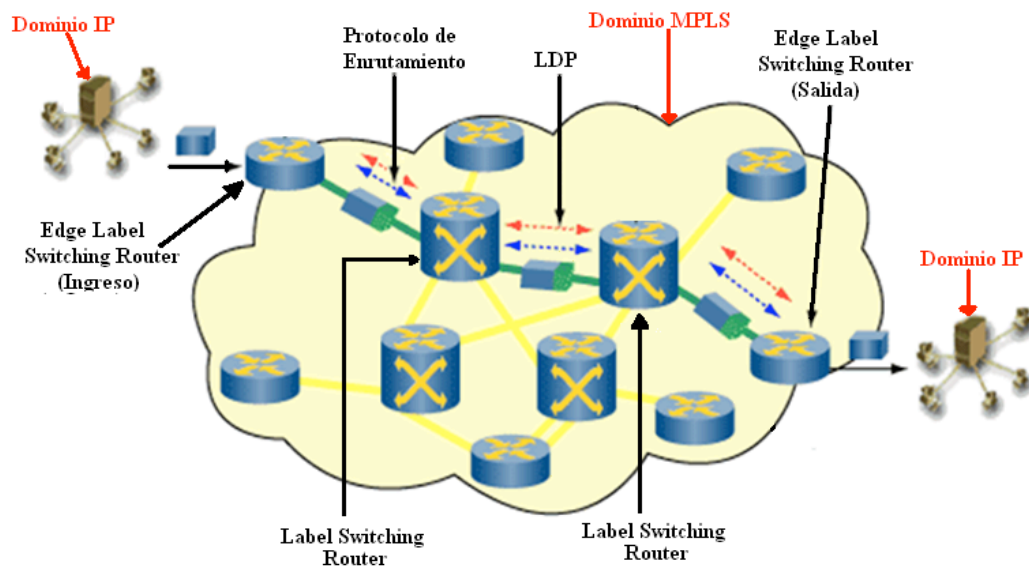 Dominio IP
Protocolo de
Enrutamiento
LDP
Dominio MPLS
Edge Label
Switching Router
(Salida)
Edge Label
Switching Router
(Ingreso)
Dominio IP
Label Switching
Router
Label Switching
Router